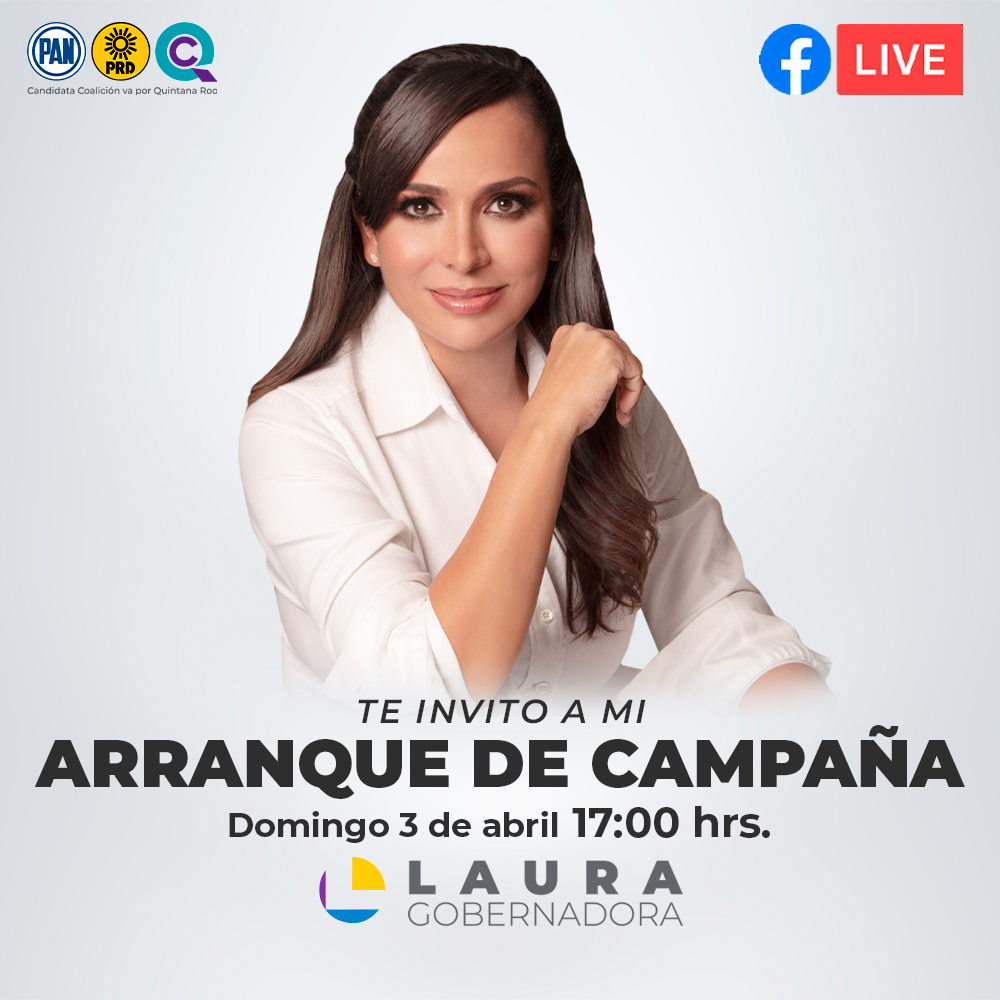 PAN
PRD
CQ
Candidata Coalición va por Quintana Roo
f LIVE
TE INVITO A MI
ARRANQUE DE CAMPAÑA
Domingo 3 de abril 17:00 hrs.
LAURA
GOBERNADORA